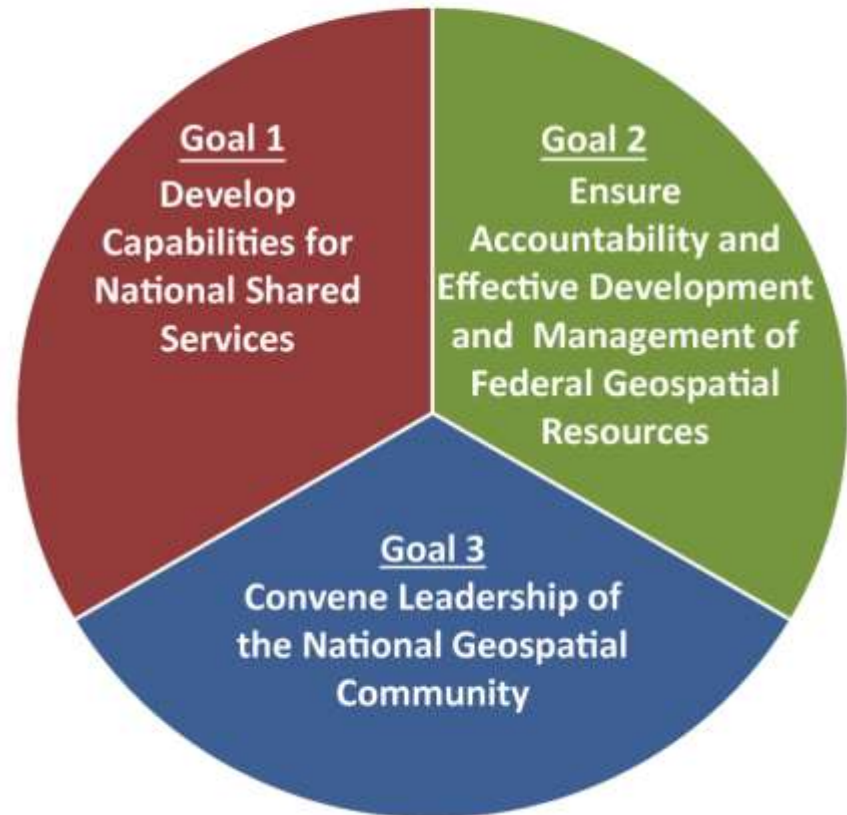 Goal 1
Develop
Capabilities for
National Shared
Services
Goal 2
Ensure
Accountability and
Effective Development
and  Management of
Federal Geospatial
Resources
Goal 3
Convene Leadership of
the National Geospatial
Community